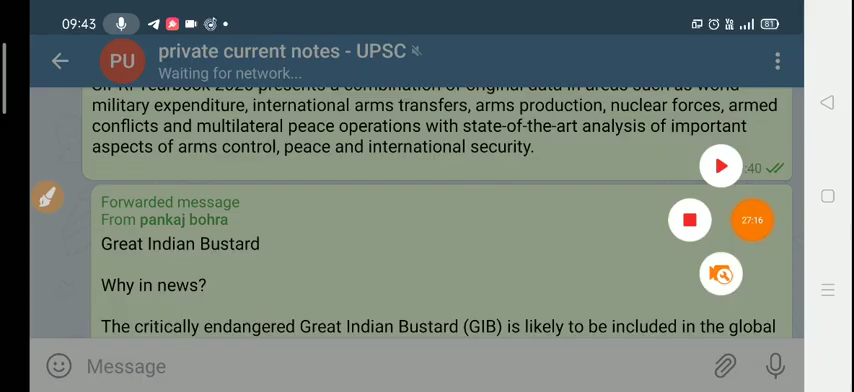 09:43
81
PU
private current notes - UPSC
Waiting for network...
military expenditure, international arms transfers, arms production, nuclear forces, armed
conflicts and multilateral peace operations with state-of-the-art analysis of important
aspects of arms control, peace and international security.
:40
Forwarded message
From pankaj bohra
27:16
Great Indian Bustard
Why in news?
The critically endangered Great Indian Bustard (GIB) is likely to be included in the global
Message